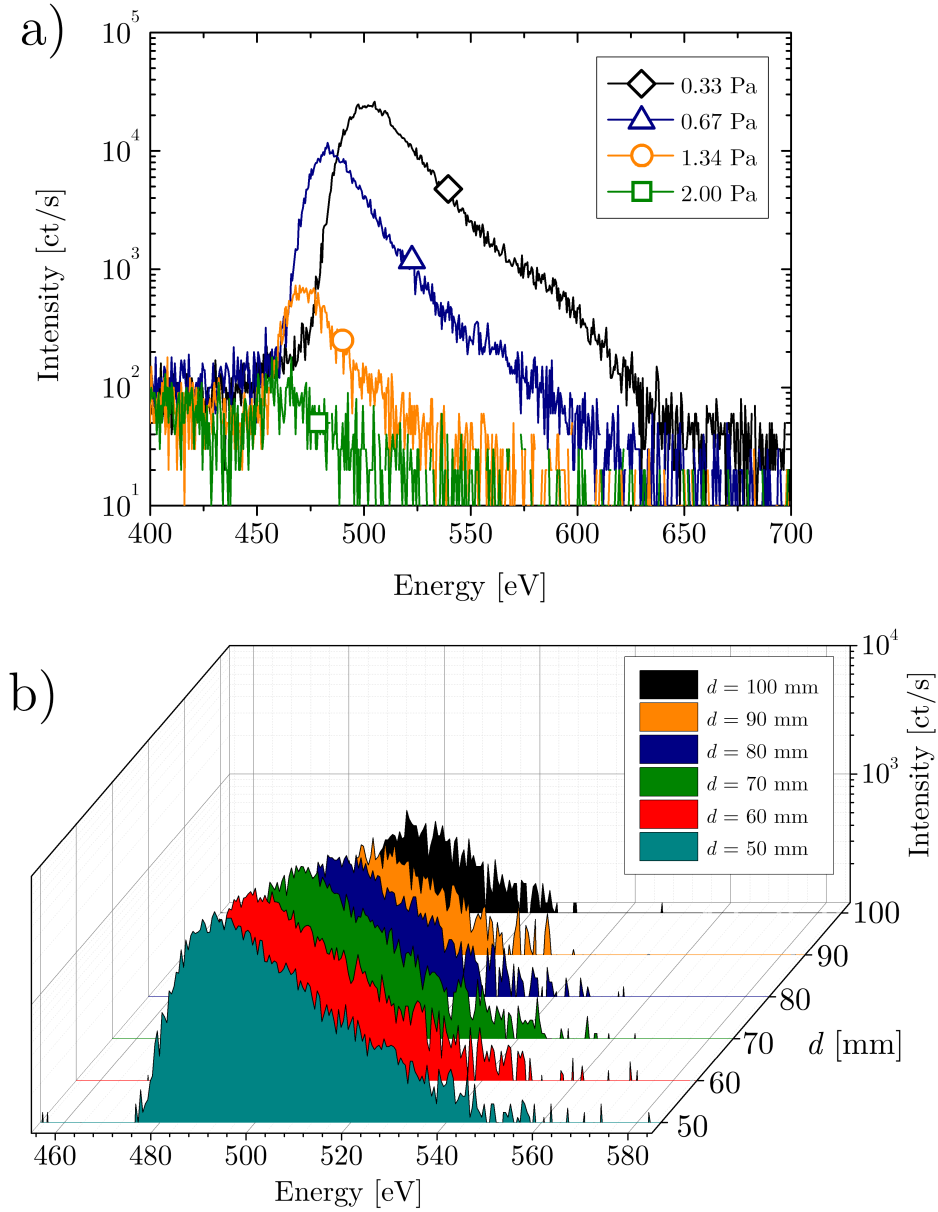 a)
10^5
10^4
10^3
10^2
10^1
Intensity [ct/s]
0.33 Pa
0.67 Pa
1.34 Pa
2.00 Pa
400 450 500 550 600 650 700
Energy [eV]
b)
10^4
10^3
Intensity [ct/s]
d = 100 mm
d = 90 mm
d = 80 mm
d = 70 mm
d = 60 mm
d = 50 mm
100
90
80
70
60
50
d [mm]
460 480 500 520 540 560 580
Energy [eV]